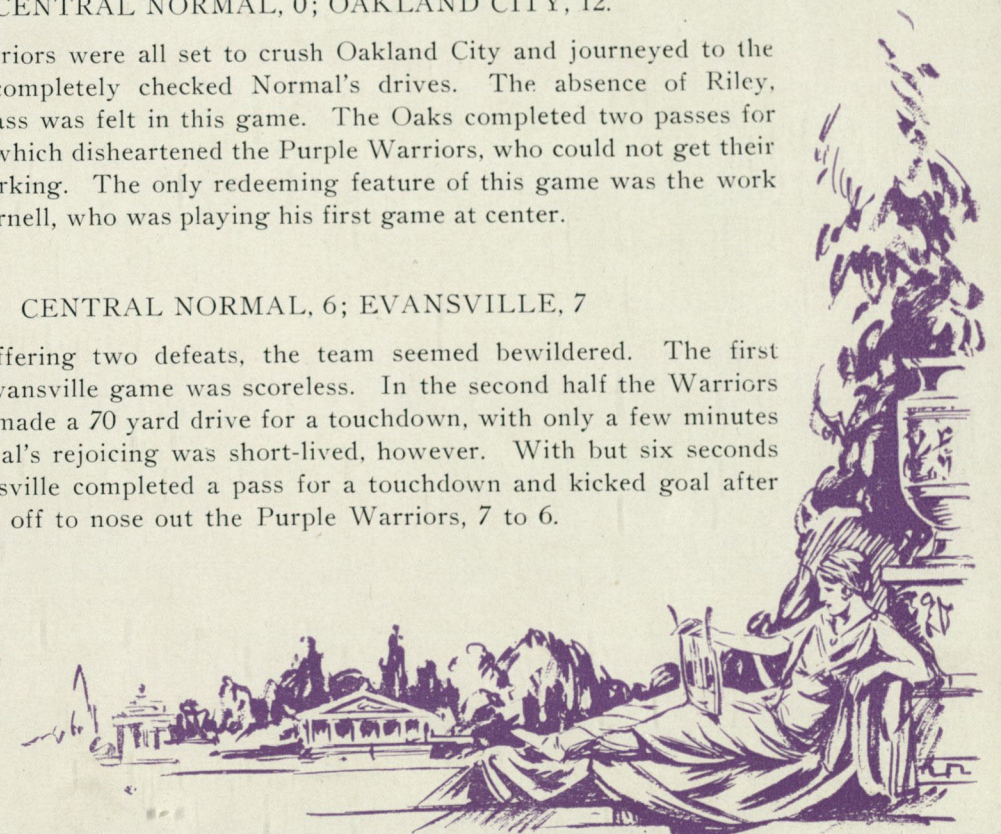 CENTRAL NORMAL, 0; OAKLAND CITY, 12.
riors were all set to crush Oakland City and journeyed to the
completely checked Normal's drives. The absence of Riley,
ass was felt in this game. The Oaks completed two passes for
which disheartened the Purple Warriors, who could not get their
rking. The only redeeming feature of this game was the work
rnell, who was playing his first game at center.
CENTRAL NORMAL, 6; EVANSVILLE, 7
ffering two defeats, the team seemed bewildered. The first
vansville game was scoreless. In the second half the Warriors
made a 70 yard drive for a touchdown, with only a few minutes
al's rejoicing was short-lived, however. With but six seconds
sville completed a pass for a touchdown and kicked goal after
off to nose out the Purple Warriors, 7 to 6.